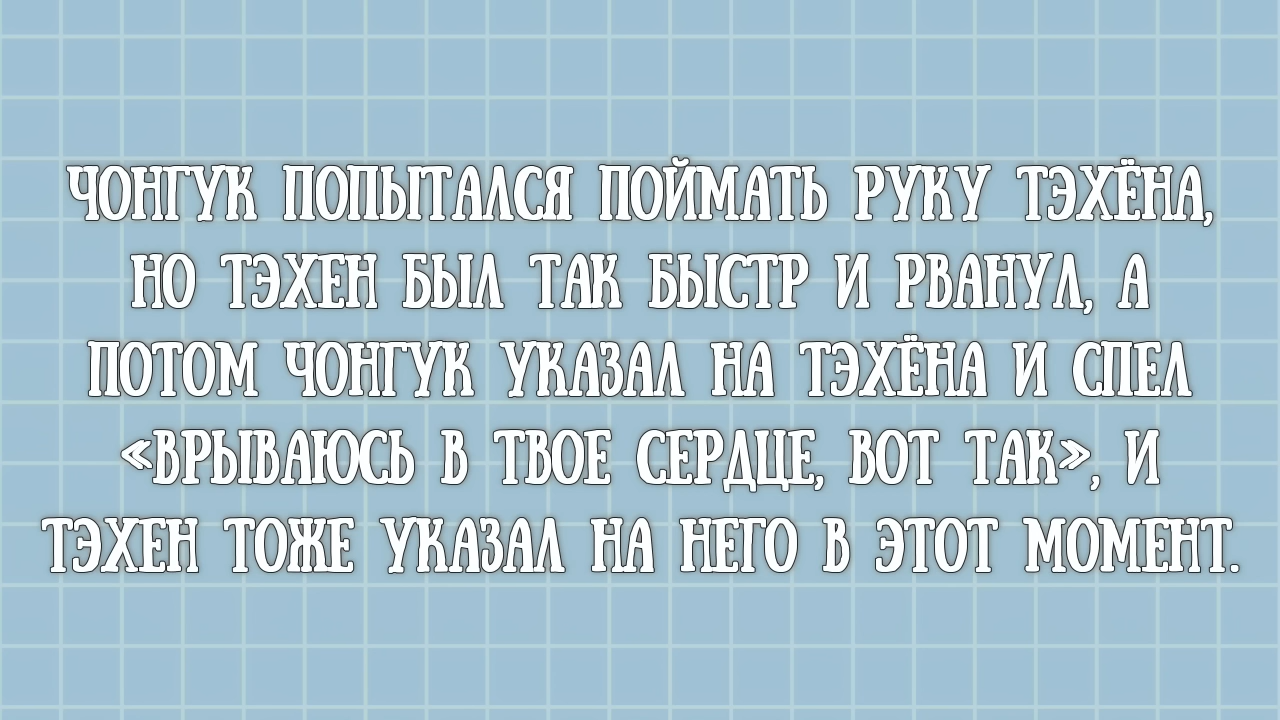 ЧОНГУК ПОПЫТАЛСЯ ПОЙМАТЬ РУКУ ТЭХЁНА,
НО ТЭХЕН БЫЛ ТАК БЫСТР И РВАНУЛ, А
ПОТОМ ЧОНГУК УКАЗАЛ НА ТЭХЁНА И СПЕЛ
«ВРЫВАЮСЬ В ТВОЕ СЕРДЦЕ, ВОТ ТАК», И
ТЭХЕН ТОЖЕ УКАЗАЛ НА НЕГО В ЭТОТ МОМЕНТ.